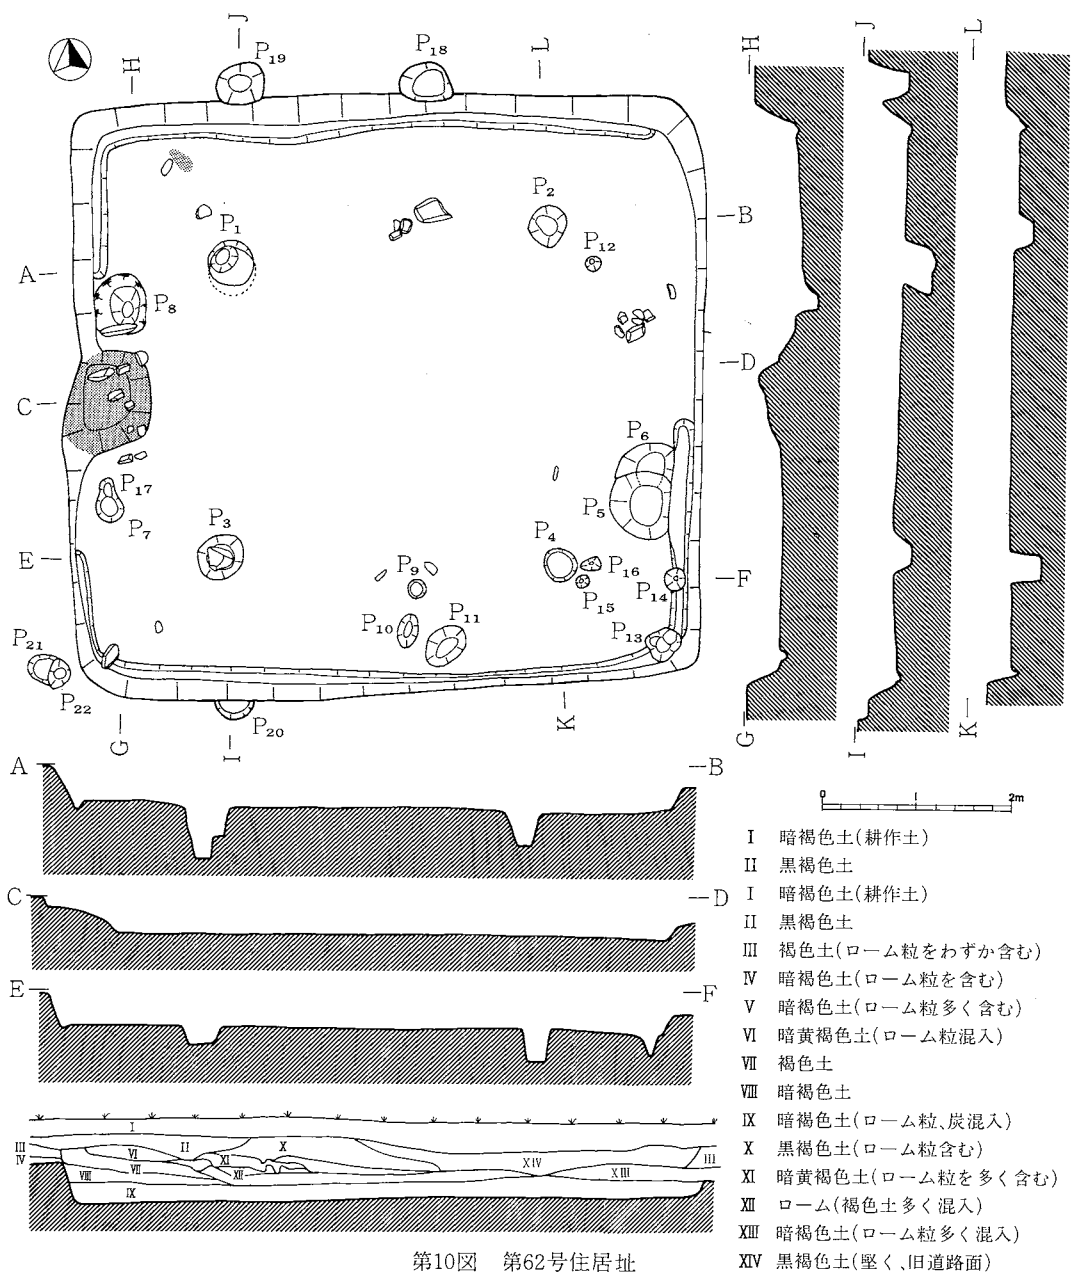 J
H
L
P19
P18
P1
P2
P12
B
A
P8
D
C
P6
P5
P17
P7
P3
P4
E
P9
P16
P15
P14
F
P10
P11
P13
P21
P22
P20
G
I
K
H
J
L
G
I
K
A
B
C
D
E
F
0 1 2m
I
II
X
III
IV
VI
VII
VIII
XI
XII
IX
XIV
XIII
III
I 暗褐色土(耕作土)
II 黒褐色土
I 暗褐色土(耕作土)
II 黒褐色土
III 褐色土(ローム粒をわずか含む)
IV 暗褐色土(ローム粒を含む)
V 暗褐色土(ローム粒多く含む)
VI 暗黄褐色土(ローム粒混入)
VII 褐色土
VIII 暗褐色土
IX 暗褐色土(ローム粒、炭混入)
X 黒褐色土(ローム粒含む)
XI 暗黄褐色土(ローム粒を多く含む)
XII ローム(褐色土多く混入)
XIII 暗褐色土(ローム粒多く混入)
XIV 黒褐色土(堅く、旧道路面)
第10図 第62号住居址